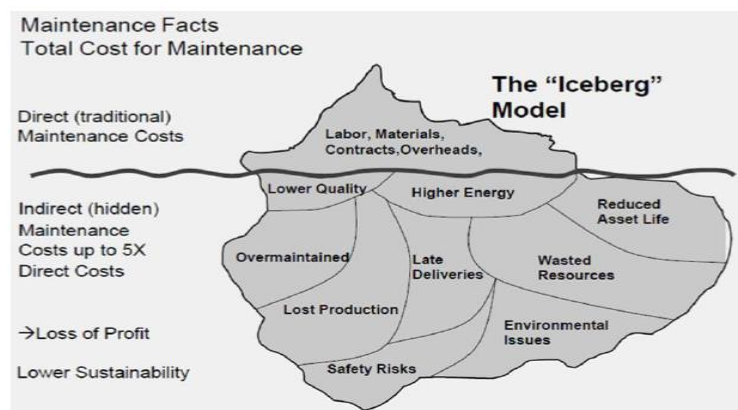 Maintenance Facts
Total Cost for Maintenance
The “Iceberg”
Model
Direct (traditional)
Maintenance Costs
Labor, Materials,
Contracts,Overheads,
Lower Quality
Higher Energy
Reduced
Asset Life
Indirect (hidden)
Maintenance
Costs up to 5X
Direct Costs
Overmaintained
Late
Deliveries
Wasted
Resources
Lost Production
Environmental
Issues
→Loss of Profit
Lower Sustainability
Safety Risks